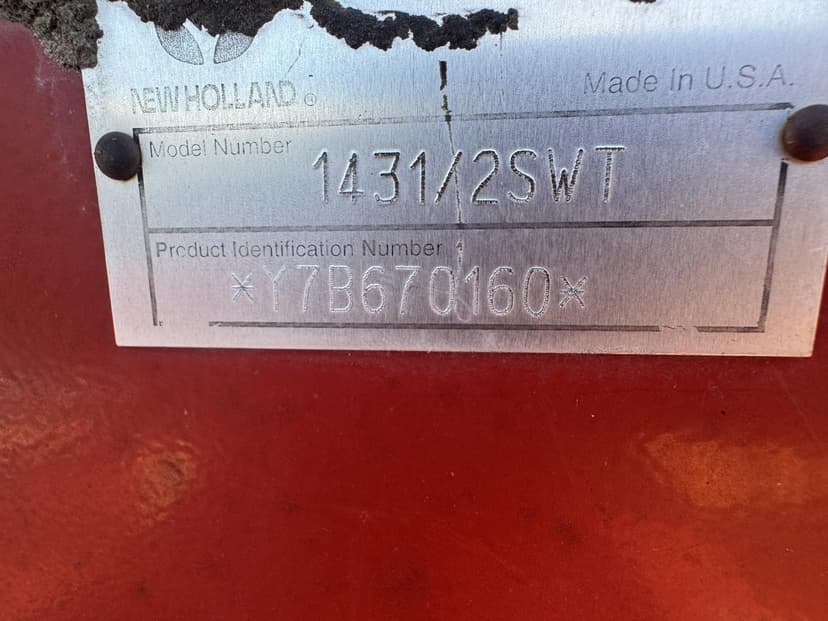 NEW HOLLAND ®
Made In U.S.A.
Model Number
1431/2SWT
Product Identification Number
*Y7B670160*